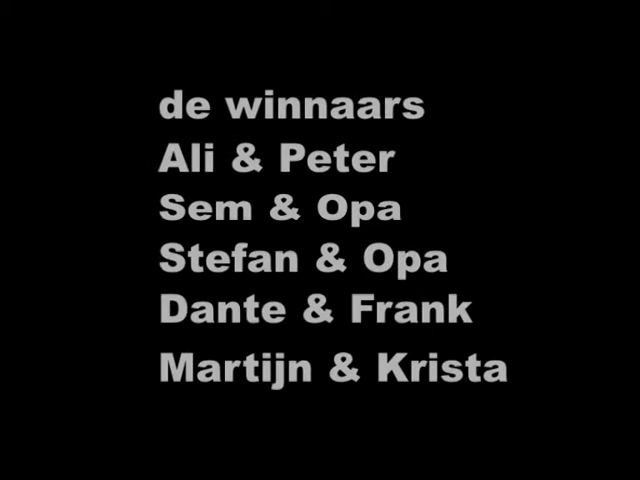 de winnaars
Ali & Peter
Sem & Opa
Stefan & Opa
Dante & Frank
Martijn & Krista